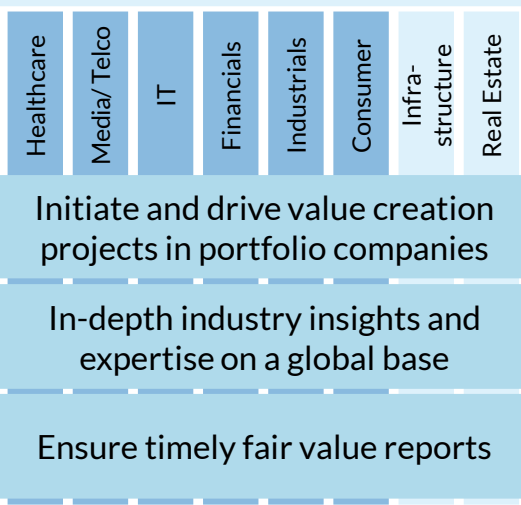 Healthcare
Media/ Telco
IT
Financials
Industrials
Consumer
Infra-
structure
Real Estate
Initiate and drive value creation
projects in portfolio companies
In-depth industry insights and
expertise on a global base
Ensure timely fair value reports